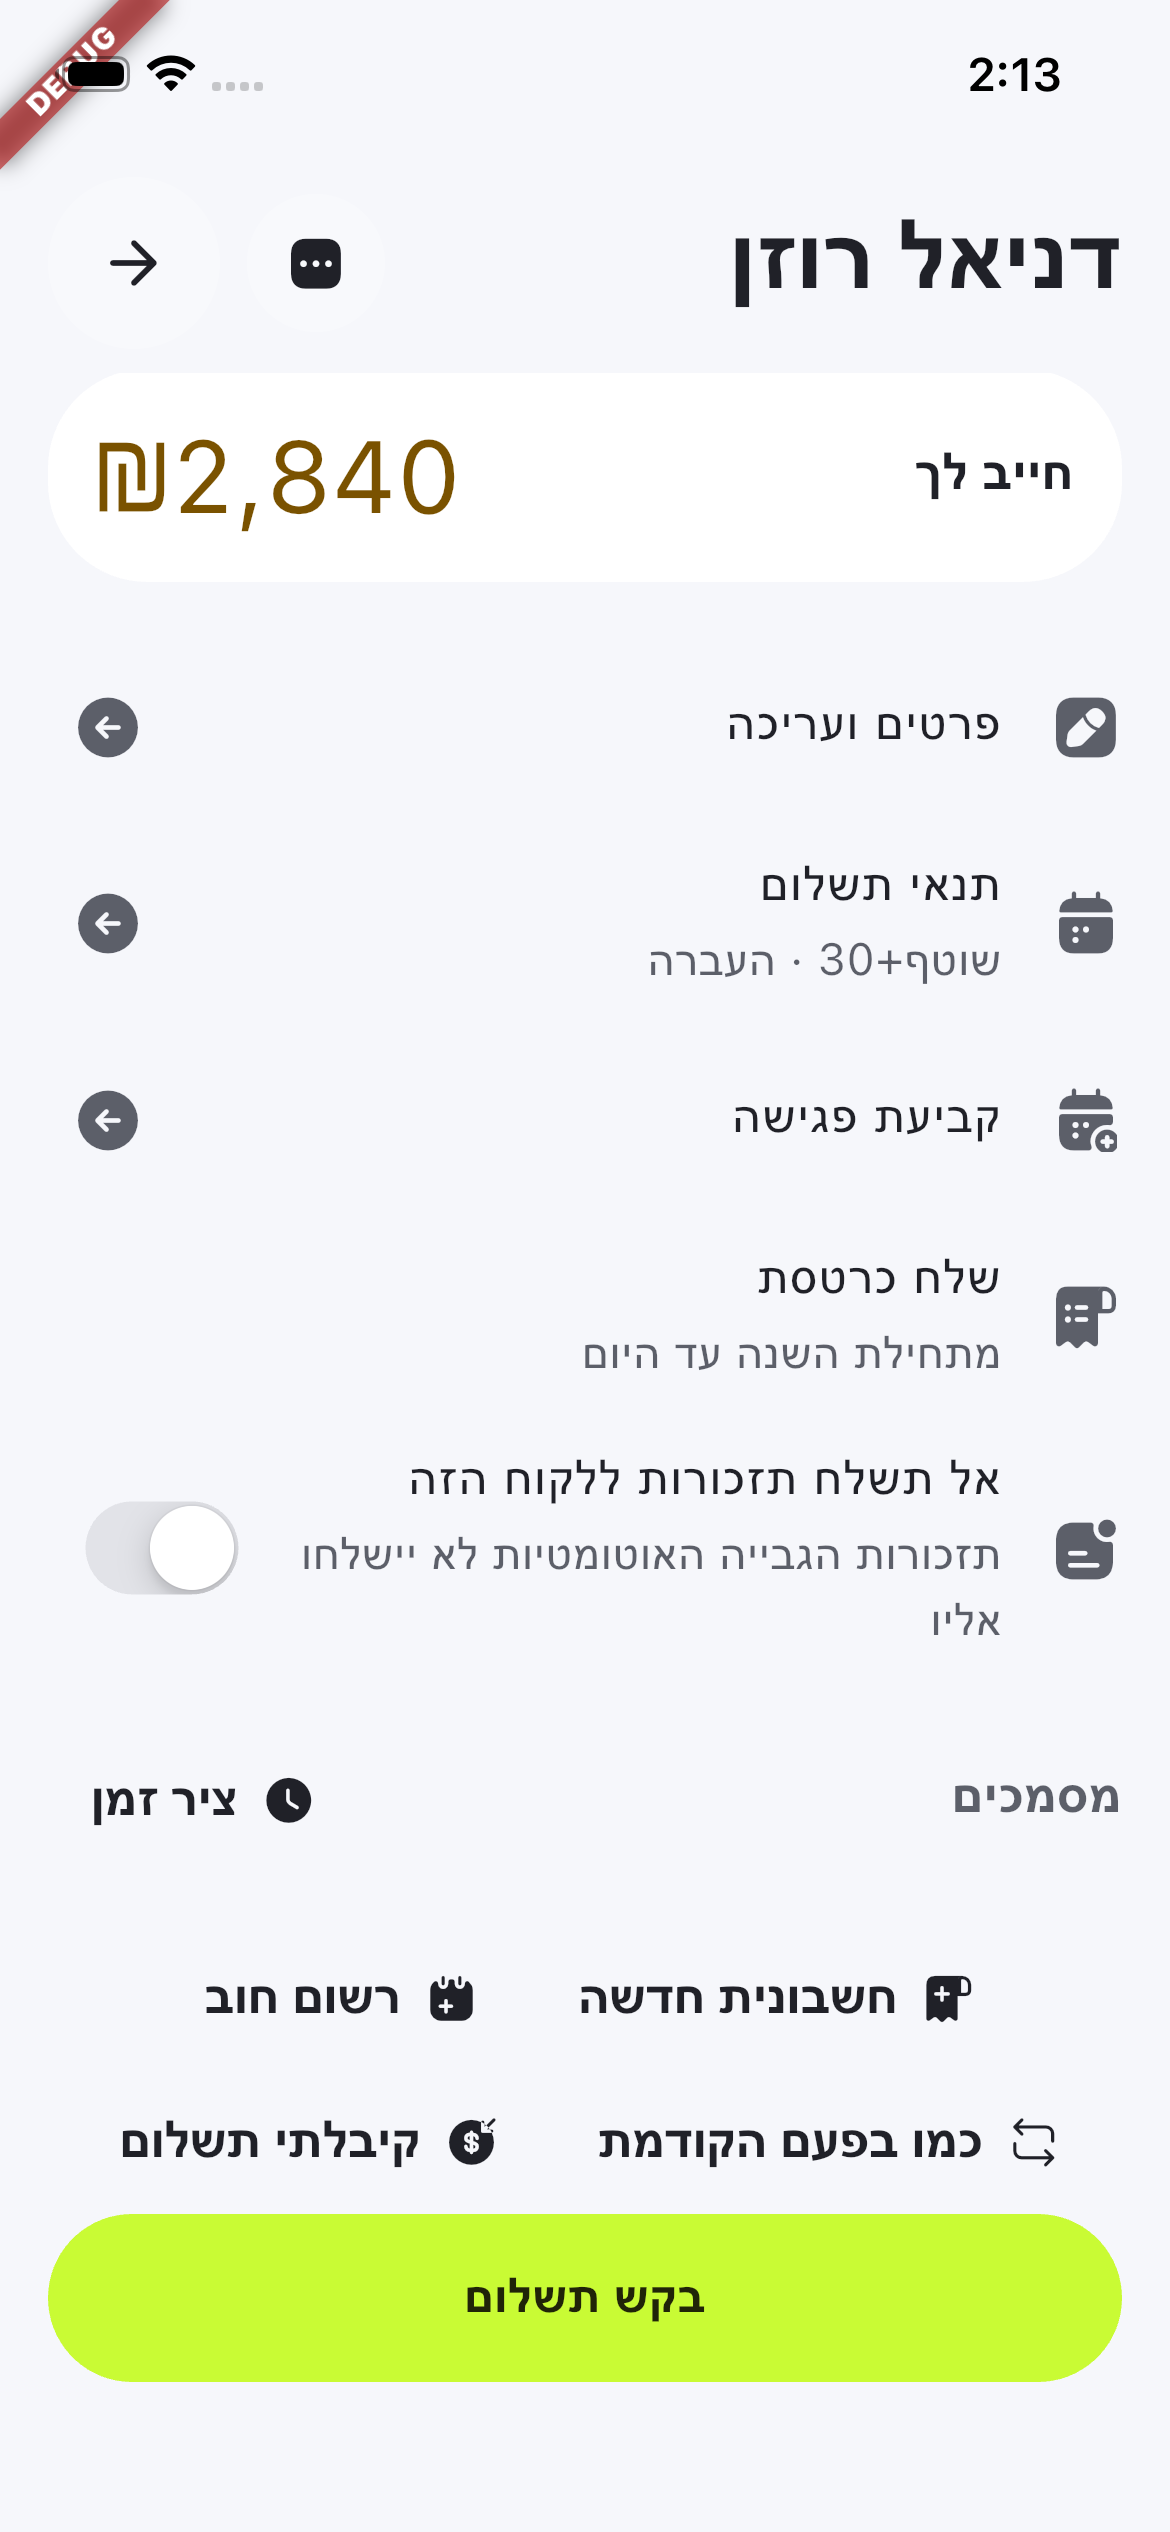 2:13
DEBUG
דניאל רוזן
חייב לך
₪2,840
פרטים ועריכה
תנאי תשלום
שוטף+30 · העברה
קביעת פגישה
שלח כרטסת
מתחילת השנה עד היום
אל תשלח תזכורות ללקוח הזה
תזכורות הגבייה האוטומטיות לא יישלחו
אליו
מסמכים
ציר זמן
חשבונית חדשה
רשום חוב
כמו בפעם הקודמת
קיבלתי תשלום
בקש תשלום